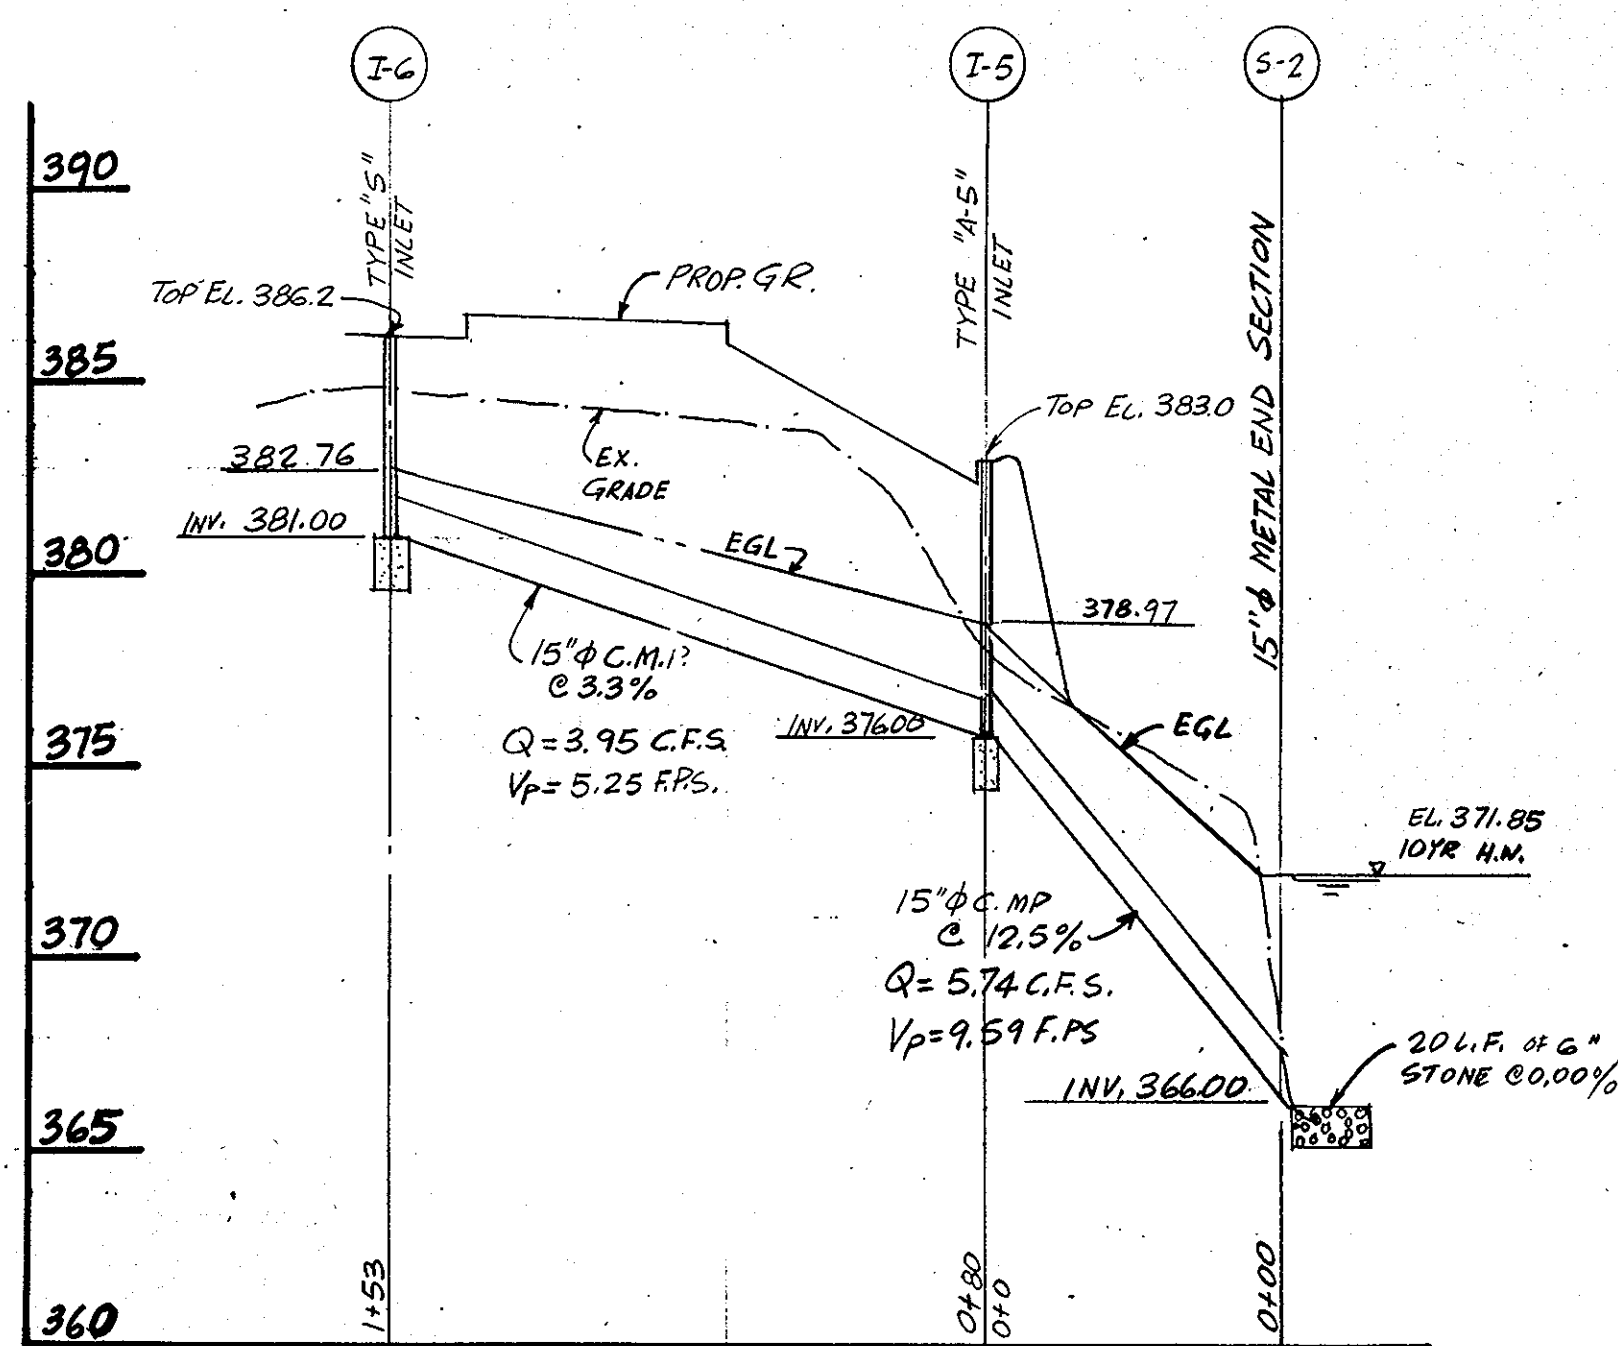 I-6
I-5
S-2
390
385
380
375
370
365
360
TYPE "S"
INLET
TYPE "A-S"
INLET
15"ϕ METAL END SECTION
TOP EL. 386.2
PROP. GR.
TOP EL. 383.0
382.76
EX.
GRADE
INV. 381.00
EGL
378.97
15"ϕ C.M.P
@ 3.3%
Q = 3.95 C.F.S.
Vp = 5.25 F.P.S.
INV. 376.00
EGL
EL. 371.85
10YR H.W.
15"ϕ C. MP
@ 12.5%
Q = 5.74 C.F.S.
Vp = 9.59 F.PS
INV. 366.00
20 L.F. OF 6"
STONE @ 0.00%
1+53
0+80
0+0
0+00